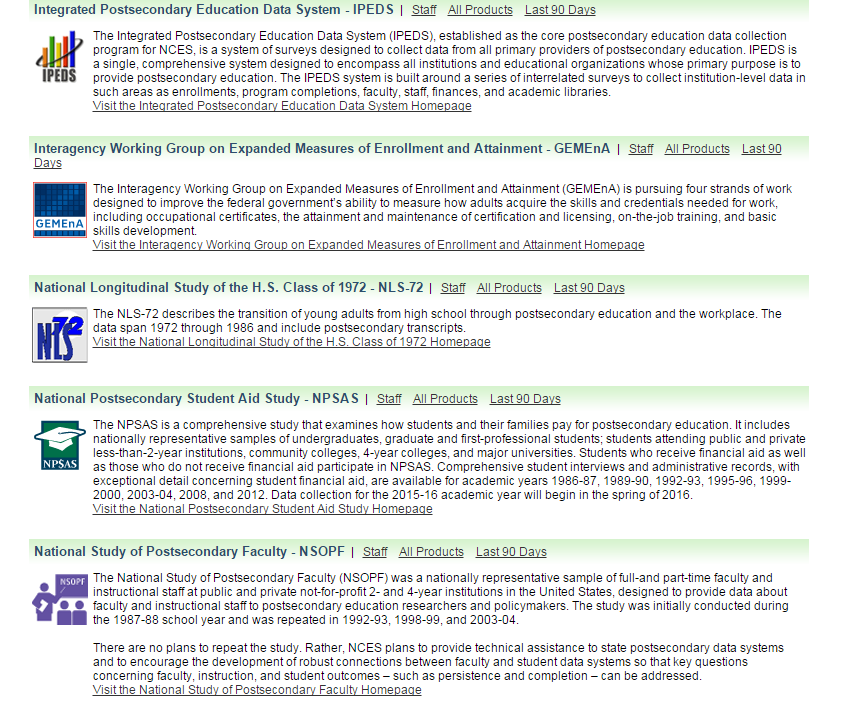 Integrated Postsecondary Education Data System - IPEDS | Staff All Products Last 90 Days
The Integrated Postsecondary Education Data System (IPEDS), established as the core postsecondary education data collection
program for NCES, is a system of surveys designed to collect data from all primary providers of postsecondary education. IPEDS is
a single, comprehensive system designed to encompass all institutions and educational organizations whose primary purpose is to
provide postsecondary education. The IPEDS system is built around a series of interrelated surveys to collect institution-level data in
such areas as enrollments, program completions, faculty, staff, finances, and academic libraries.
Visit the Integrated Postsecondary Education Data System Homepage
IPEDS
Interagency Working Group on Expanded Measures of Enrollment and Attainment - GEMEnA | Staff All Products Last 90
Days
The Interagency Working Group on Expanded Measures of Enrollment and Attainment (GEMEnA) is pursuing four strands of work
designed to improve the federal government's ability to measure how adults acquire the skills and credentials needed for work,
including occupational certificates, the attainment and maintenance of certification and licensing, on-the-job training, and basic
skills development.
Visit the Interagency Working Group on Expanded Measures of Enrollment and Attainment Homepage
GEMEnA
National Longitudinal Study of the H.S. Class of 1972 - NLS-72 | Staff All Products Last 90 Days
The NLS-72 describes the transition of young adults from high school through postsecondary education and the workplace. The
data span 1972 through 1986 and include postsecondary transcripts.
Visit the National Longitudinal Study of the H.S. Class of 1972 Homepage
NLS 72
National Postsecondary Student Aid Study - NPSAS | Staff All Products Last 90 Days
The NPSAS is a comprehensive study that examines how students and their families pay for postsecondary education. It includes
nationally representative samples of undergraduates, graduate and first-professional students; students attending public and private
less-than-2-year institutions, community colleges, 4-year colleges, and major universities. Students who receive financial aid as well
as those who do not receive financial aid participate in NPSAS. Comprehensive student interviews and administrative records, with
exceptional detail concerning student financial aid, are available for academic years 1986-87, 1989-90, 1992-93, 1995-96, 1999-
2000, 2003-04, 2008, and 2012. Data collection for the 2015-16 academic year will begin in the spring of 2016.
Visit the National Postsecondary Student Aid Study Homepage
NPSAS
National Study of Postsecondary Faculty - NSOPF | Staff All Products Last 90 Days
The National Study of Postsecondary Faculty (NSOPF) was a nationally representative sample of full-and part-time faculty and
instructional staff at public and private not-for-profit 2- and 4-year institutions in the United States, designed to provide data about
faculty and instructional staff to postsecondary education researchers and policymakers. The study was initially conducted during
the 1987-88 school year and was repeated in 1992-93, 1998-99, and 2003-04.
There are no plans to repeat the study. Rather, NCES plans to provide technical assistance to state postsecondary data systems
and to encourage the development of robust connections between faculty and student data systems so that key questions
concerning faculty, instruction, and student outcomes – such as persistence and completion – can be addressed.
Visit the National Study of Postsecondary Faculty Homepage
NSOPF